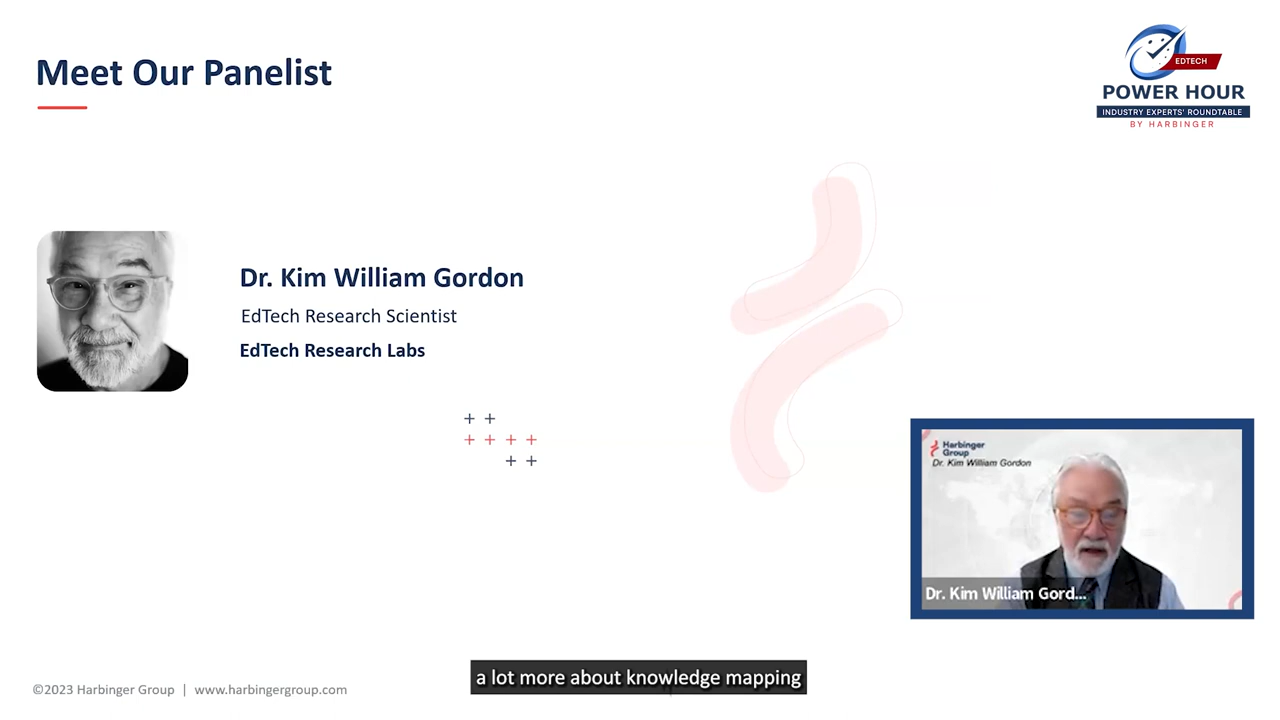 Meet Our Panelist
EDTECH
POWER HOUR
INDUSTRY EXPERTS' ROUNDTABLE
BY HARBINGER
Dr. Kim William Gordon
EdTech Research Scientist
EdTech Research Labs
Harbinger
Group
Dr. Kim William Gordon
Dr. Kim William Gord...
a lot more about knowledge mapping
©2023 Harbinger Group | www.harbingergroup.com